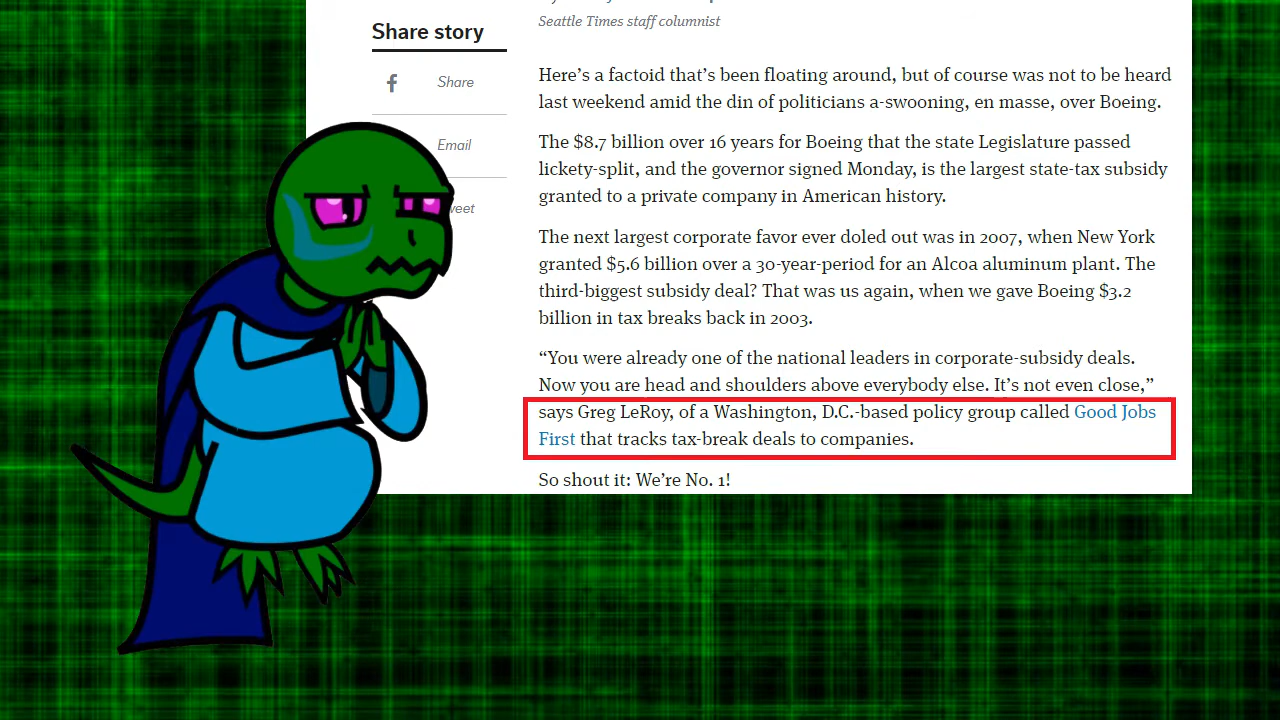 Seattle Times staff columnist
Share story
Share
Email
weet
Here’s a factoid that’s been floating around, but of course was not to be heard
last weekend amid the din of politicians a-swooning, en masse, over Boeing.
The $8.7 billion over 16 years for Boeing that the state Legislature passed
lickety-split, and the governor signed Monday, is the largest state-tax subsidy
granted to a private company in American history.
The next largest corporate favor ever doled out was in 2007, when New York
granted $5.6 billion over a 30-year-period for an Alcoa aluminum plant. The
third-biggest subsidy deal? That was us again, when we gave Boeing $3.2
billion in tax breaks back in 2003.
“You were already one of the national leaders in corporate-subsidy deals.
Now you are head and shoulders above everybody else. It’s not even close,”
says Greg LeRoy, of a Washington, D.C.-based policy group called Good Jobs
First that tracks tax-break deals to companies.
So shout it: We’re No. 1!